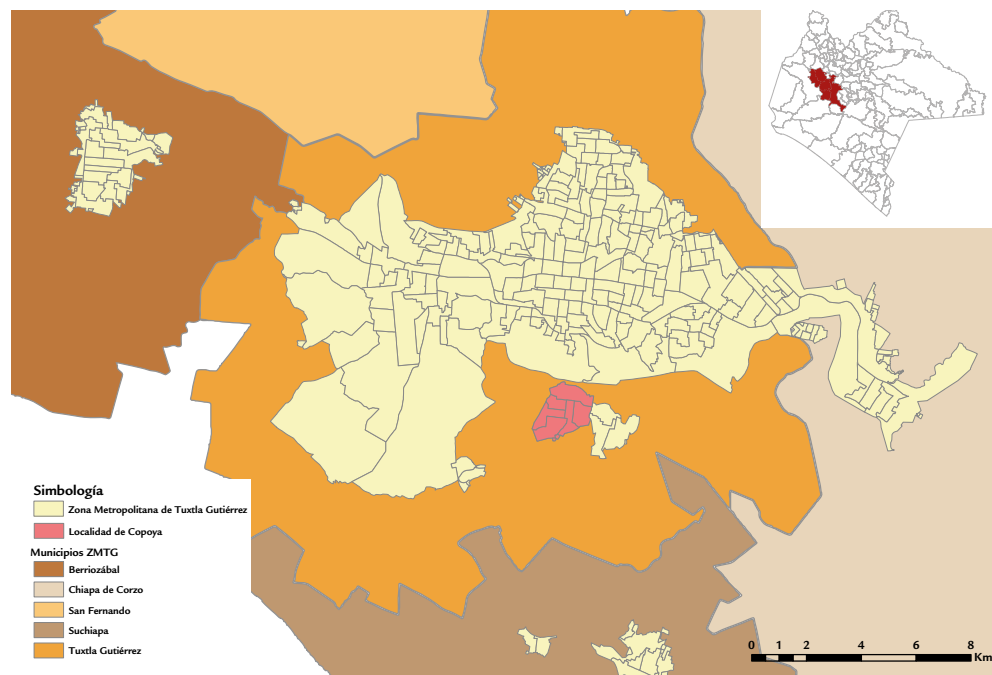 Simbología
Zona Metropolitana de Tuxtla Gutiérrez
Localidad de Copoya
Municipios ZMTG
Berriozábal
Chiapa de Corzo
San Fernando
Suchiapa
Tuxtla Gutiérrez
0 1 2 4 6 8
Km